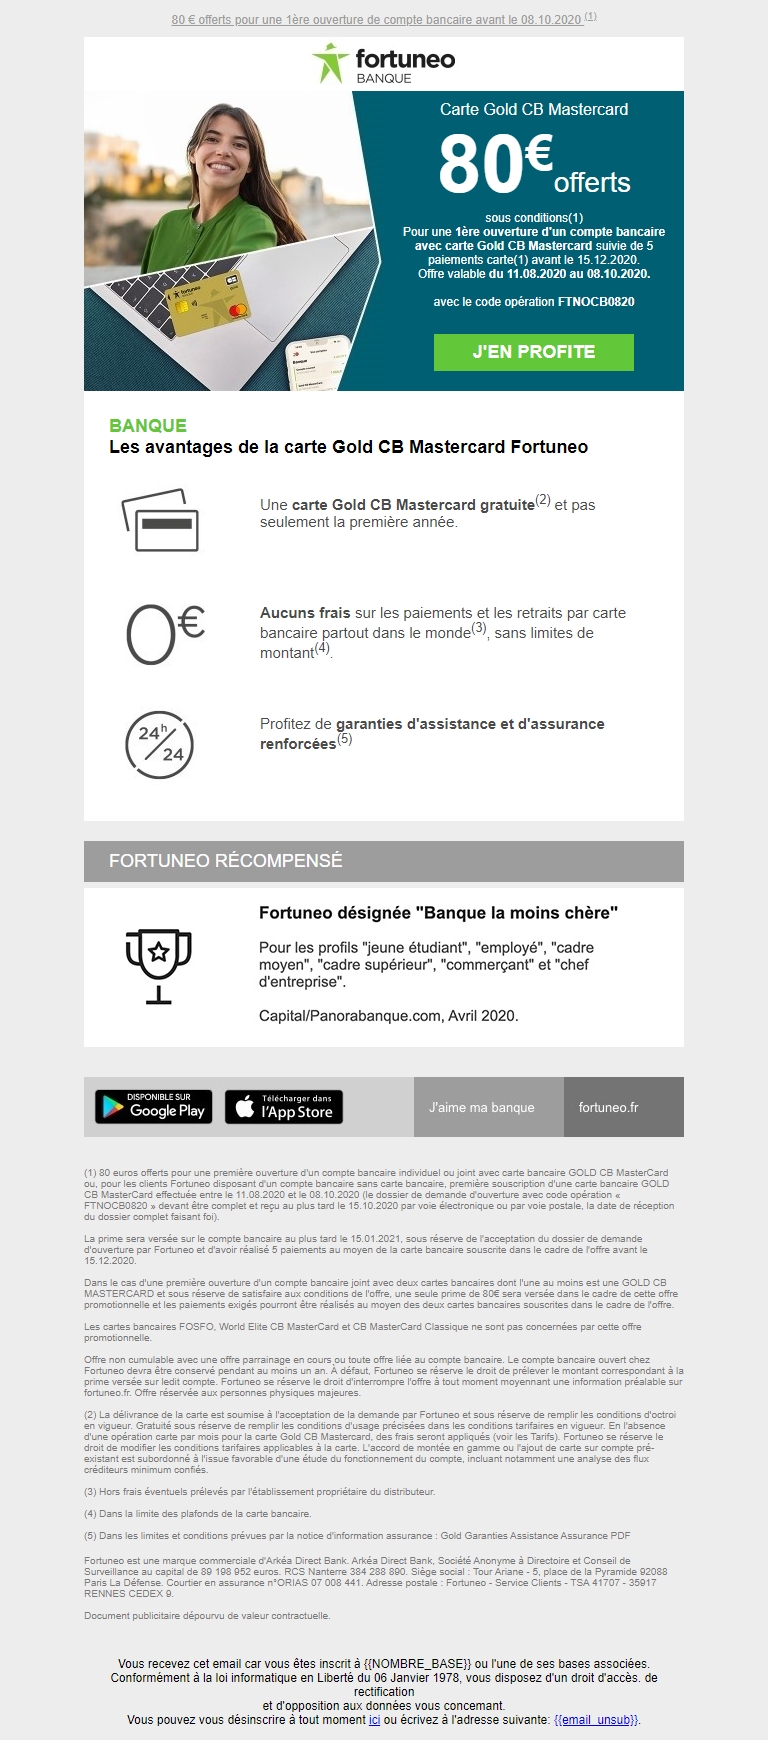 80 € offerts pour une 1ère ouverture de compte bancaire avant le 08.10.2020 (1)
fortuneo
BANQUE
Carte Gold CB Mastercard
80€ offerts
sous conditions(1)
Pour une 1ère ouverture d'un compte bancaire
avec carte Gold CB Mastercard suivie de 5
paiements carte(1) avant le 15.12.2020.
Offre valable du 11.08.2020 au 08.10.2020.
avec le code opération FTNOCB0820
fortuneo
Banque
J'EN PROFITE
BANQUE
Les avantages de la carte Gold CB Mastercard Fortuneo
Une carte Gold CB Mastercard gratuite(2) et pas
seulement la première année.
0€
Aucuns frais sur les paiements et les retraits par carte
bancaire partout dans le monde(3), sans limites de
montant(4).
24h/24
Profitez de garanties d'assistance et d'assurance
renforcées(5)
FORTUNEO RÉCOMPENSÉ
Fortuneo désignée "Banque la moins chère"
Pour les profils "jeune étudiant", "employé", "cadre
moyen", "cadre supérieur", "commerçant" et "chef
d'entreprise".
Capital/Panorabanque.com, Avril 2020.
DISPONIBLE SUR
Google Play
Télécharger dans
l'App Store
J'aime ma banque
fortuneo.fr
(1) 80 euros offerts pour une première ouverture d'un compte bancaire individuel ou joint avec carte bancaire GOLD CB MasterCard
ou, pour les clients Fortuneo disposant d'un compte bancaire sans carte bancaire, première souscription d'une carte bancaire GOLD
CB MasterCard effectuée entre le 11.08.2020 et le 08.10.2020 (le dossier de demande d'ouverture avec code opération «
FTNOCB0820 » devant être complet et reçu au plus tard le 15.10.2020 par voie électronique ou par voie postale, la date de réception
du dossier complet faisant foi).
La prime sera versée sur le compte bancaire au plus tard le 15.01.2021, sous réserve de l'acceptation du dossier de demande
d'ouverture par Fortuneo et d'avoir réalisé 5 paiements au moyen de la carte bancaire souscrite dans le cadre de l'offre avant le
15.12.2020.
Dans le cas d'une première ouverture d'un compte bancaire joint avec deux cartes bancaires dont l'une au moins est une GOLD CB
MASTERCARD et sous réserve de satisfaire aux conditions de l'offre, une seule prime de 80€ sera versée dans le cadre de cette offre
promotionnelle et les paiements exigés pourront être réalisés au moyen des deux cartes bancaires souscrites dans le cadre de l'offre.
Les cartes bancaires FOSFO, World Elite CB MasterCard et CB MasterCard Classique ne sont pas concernées par cette offre
promotionnelle.
Offre non cumulable avec une offre parrainage en cours ou toute offre liée au compte bancaire. Le compte bancaire ouvert chez
Fortuneo devra être conservé pendant au moins un an. À défaut, Fortuneo se réserve le droit de prélever le montant correspondant à la
prime versée sur ledit compte. Fortuneo se réserve le droit d'interrompre l'offre à tout moment moyennant une information préalable sur
fortuneo.fr. Offre réservée aux personnes physiques majeures.
(2) La délivrance de la carte est soumise à l'acceptation de la demande par Fortuneo et sous réserve de remplir les conditions d'octroi
en vigueur. Gratuité sous réserve de remplir les conditions d'usage précisées dans les conditions tarifaires en vigueur. En l'absence
d'une opération carte par mois pour la carte Gold CB Mastercard, des frais seront appliqués (voir les Tarifs). Fortuneo se réserve le
droit de modifier les conditions tarifaires applicables à la carte. L'accord de montée en gamme ou l'ajout de carte sur compte pré-
existant est subordonné à l'issue favorable d'une étude du fonctionnement du compte, incluant notamment une analyse des flux
créditeurs minimum confiés.
(3) Hors frais éventuels prélevés par l'établissement propriétaire du distributeur.
(4) Dans la limite des plafonds de la carte bancaire.
(5) Dans les limites et conditions prévues par la notice d'information assurance : Gold Garanties Assistance Assurance PDF
Fortuneo est une marque commerciale d'Arkéa Direct Bank. Arkéa Direct Bank, Société Anonyme à Directoire et Conseil de
Surveillance au capital de 89 198 952 euros. RCS Nanterre 384 288 890. Siège social : Tour Ariane - 5, place de la Pyramide 92088
Paris La Défense. Courtier en assurance n°ORIAS 07 008 441. Adresse postale : Fortuneo - Service Clients - TSA 41707 - 35917
RENNES CEDEX 9.
Document publicitaire dépourvu de valeur contractuelle.
Vous recevez cet email car vous êtes inscrit à {{NOMBRE_BASE}} ou l'une de ses bases associées.
Conformément à la loi informatique en Liberté du 06 Janvier 1978, vous disposez d'un droit d'accès. de
rectification
et d'opposition aux données vous concemant.
Vous pouvez vous désinscrire à tout moment ici ou écrivez à l'adresse suivante: {{email_unsub}}.